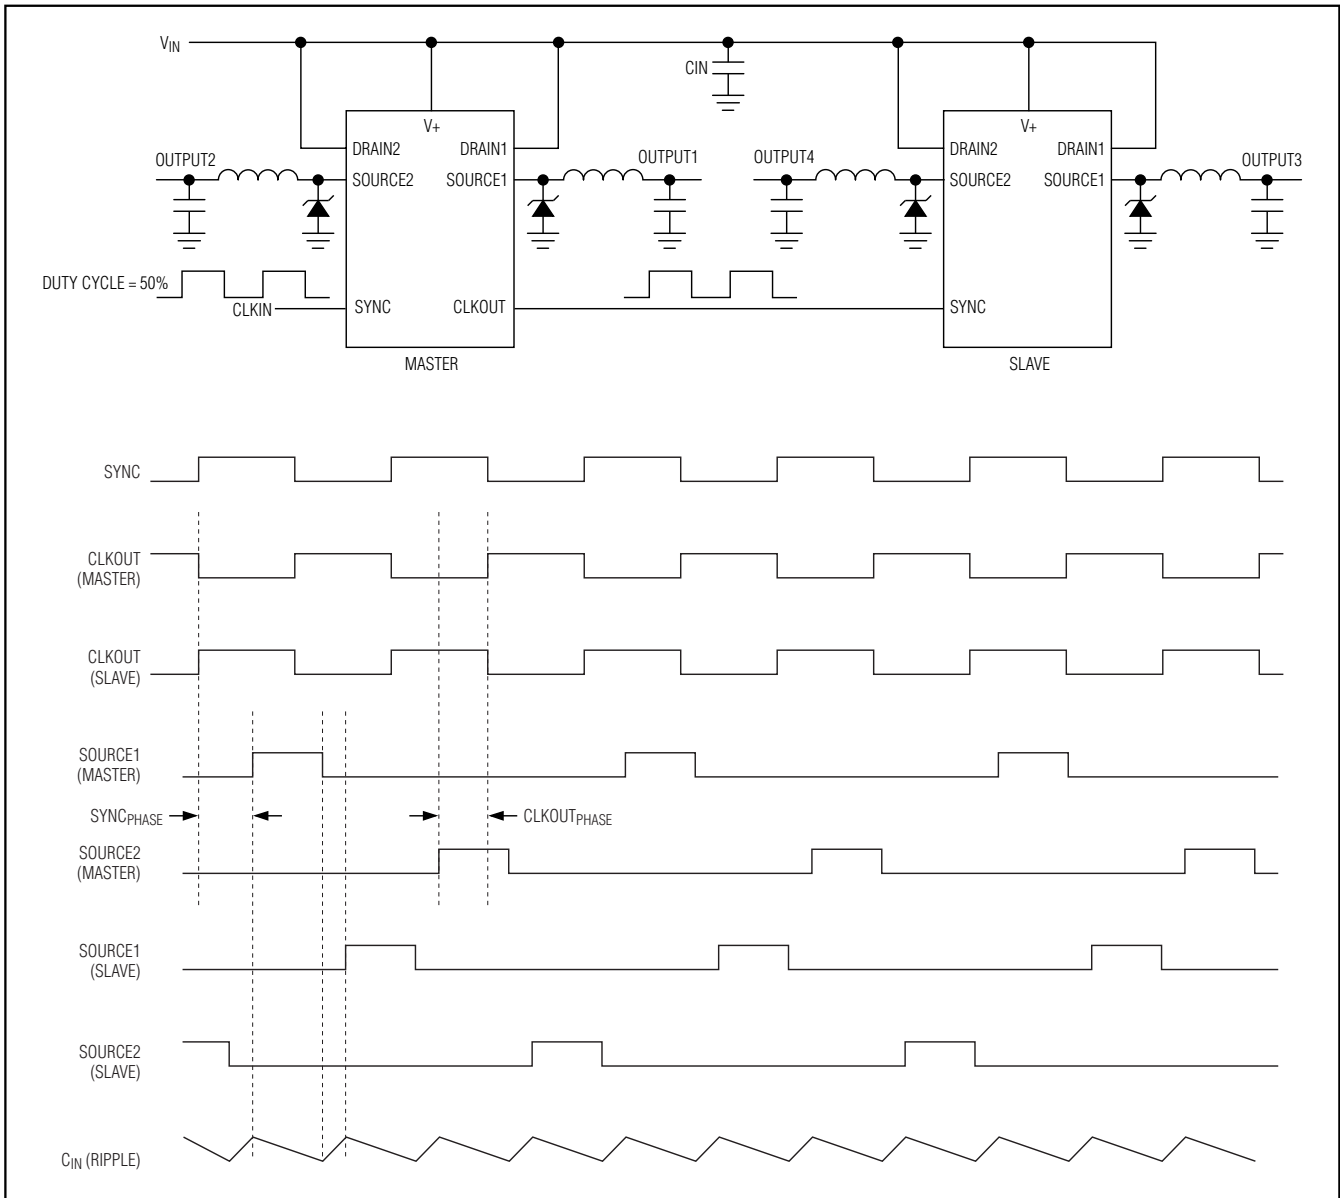 VIN
CIN
V+
V+
DRAIN2
DRAIN1
DRAIN2
DRAIN1
OUTPUT2
OUTPUT1
OUTPUT4
OUTPUT3
SOURCE2
SOURCE1
SOURCE2
SOURCE1
DUTY CYCLE = 50%
CLKIN
SYNC
CLKOUT
SYNC
MASTER
SLAVE
SYNC
CLKOUT
(MASTER)
CLKOUT
(SLAVE)
SOURCE1
(MASTER)
SYNCPHASE
CLKOUTPHASE
SOURCE2
(MASTER)
SOURCE1
(SLAVE)
SOURCE2
(SLAVE)
CIN (RIPPLE)